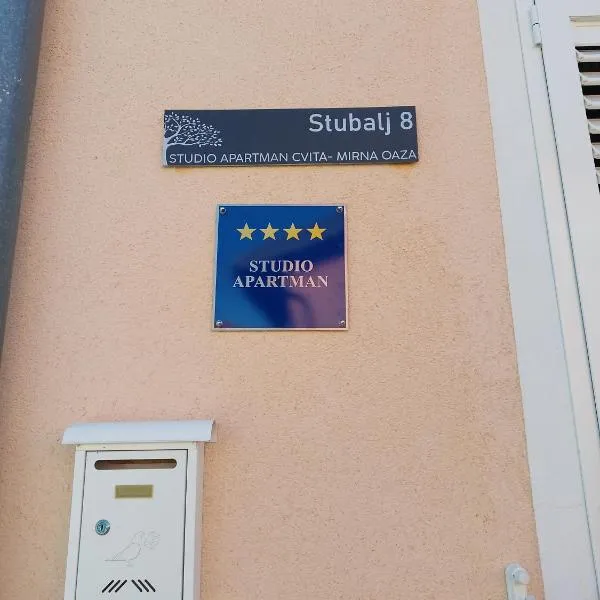 Stubalj 8
STUDIO APARTMAN CVITA- MIRNA OAZA
STUDIO
APARTMAN